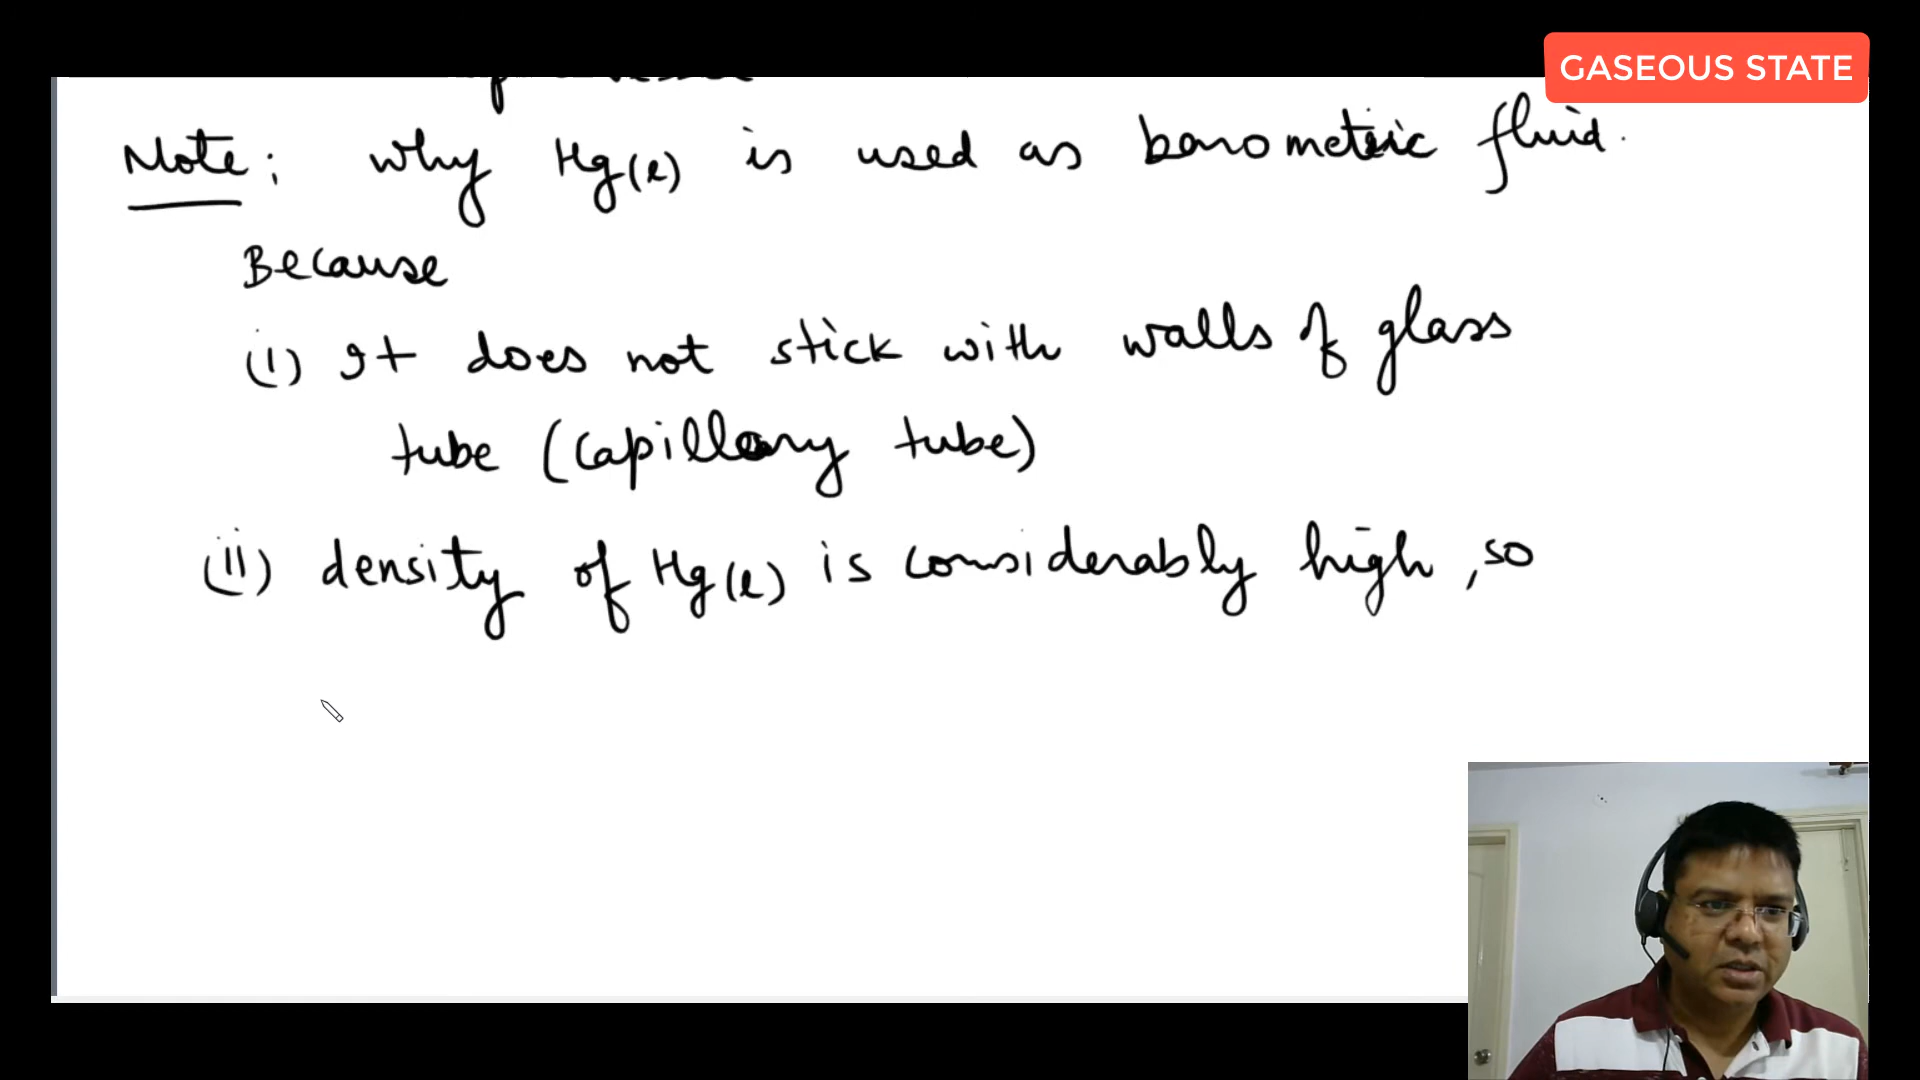 GASEOUS STATE
Note: why Hg(l) is used as barometric fluid.
Because
(i) It does not stick with walls of glass
tube (capillary tube)
(ii) density of Hg(l) is considerably high, so